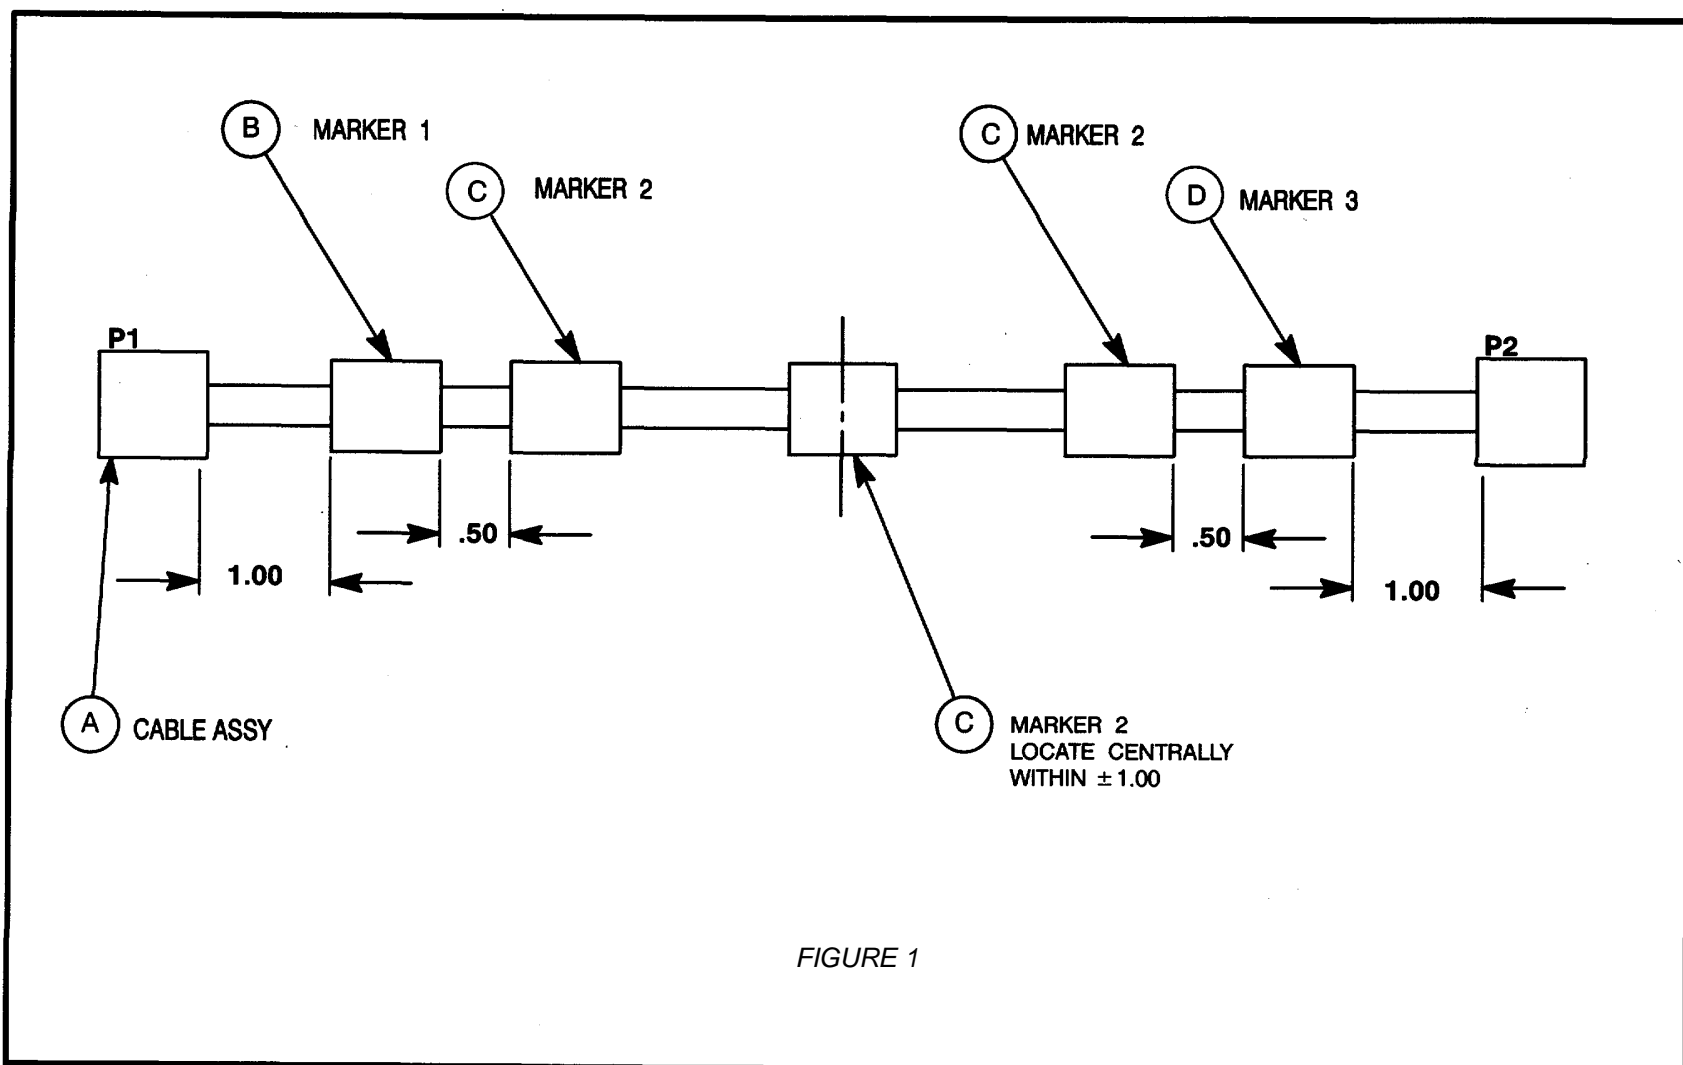 B MARKER 1
C MARKER 2
C MARKER 2
D MARKER 3
P1
P2
.50
.50
1.00
1.00
A CABLE ASSY
C MARKER 2
LOCATE CENTRALLY
WITHIN ±1.00
FIGURE 1